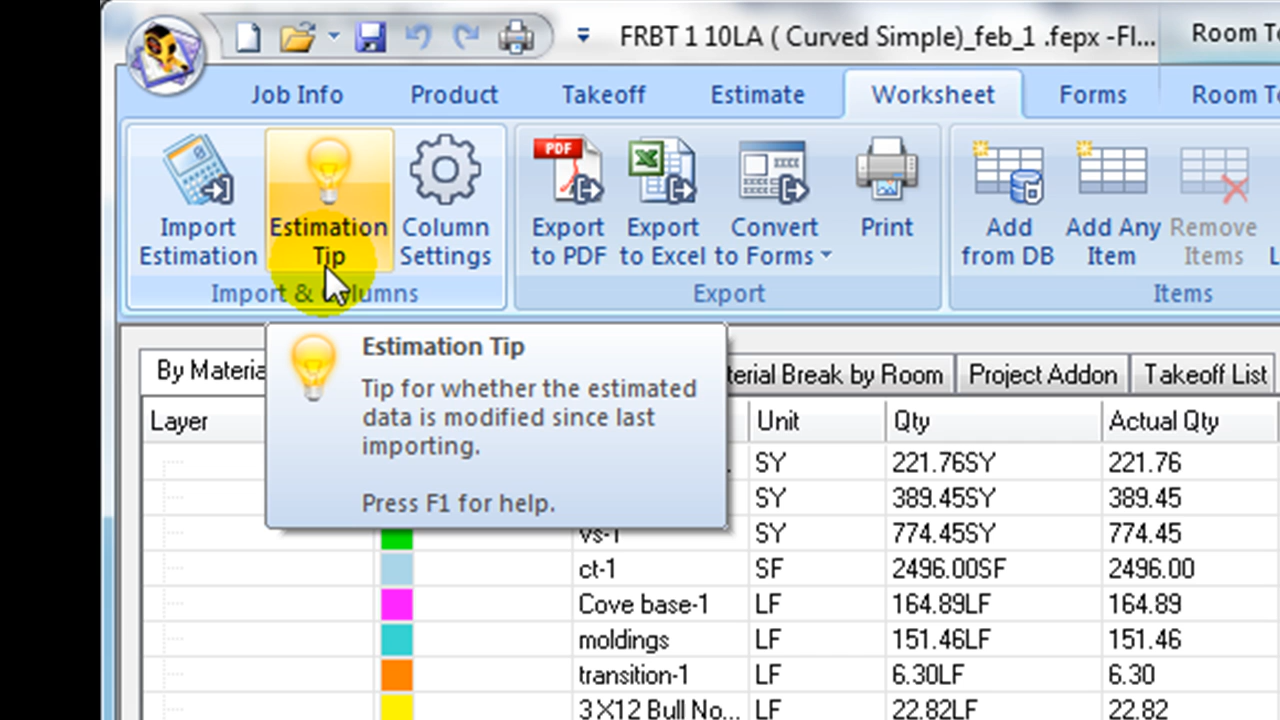 FRBT 1 10LA ( Curved Simple)_feb_1 .fepx -Fl...
Room T
Job Info
Product
Takeoff
Estimate
Worksheet
Forms
Room T
Import
Estimation
Estimation
Tip
Column
Settings
Import & Columns
PDF
Export
to PDF
Export
to Excel
Convert
to Forms
Print
Export
Add
from DB
Add Any
Item
Remove
Items
Items
By Materia
terial Break by Room
Project Addon
Takeoff List
Estimation Tip
Tip for whether the estimated
data is modified since last
importing.
Press F1 for help.
Layer
Unit
Qty
Actual Qty
SY
221.76SY
221.76
SY
389.45SY
389.45
vs-1
SY
774.45SY
774.45
ct-1
SF
2496.00SF
2496.00
Cove base-1
LF
164.89LF
164.89
moldings
LF
151.46LF
151.46
transition-1
LF
6.30LF
6.30
3X12 Bull No...
LF
22.82LF
22.82